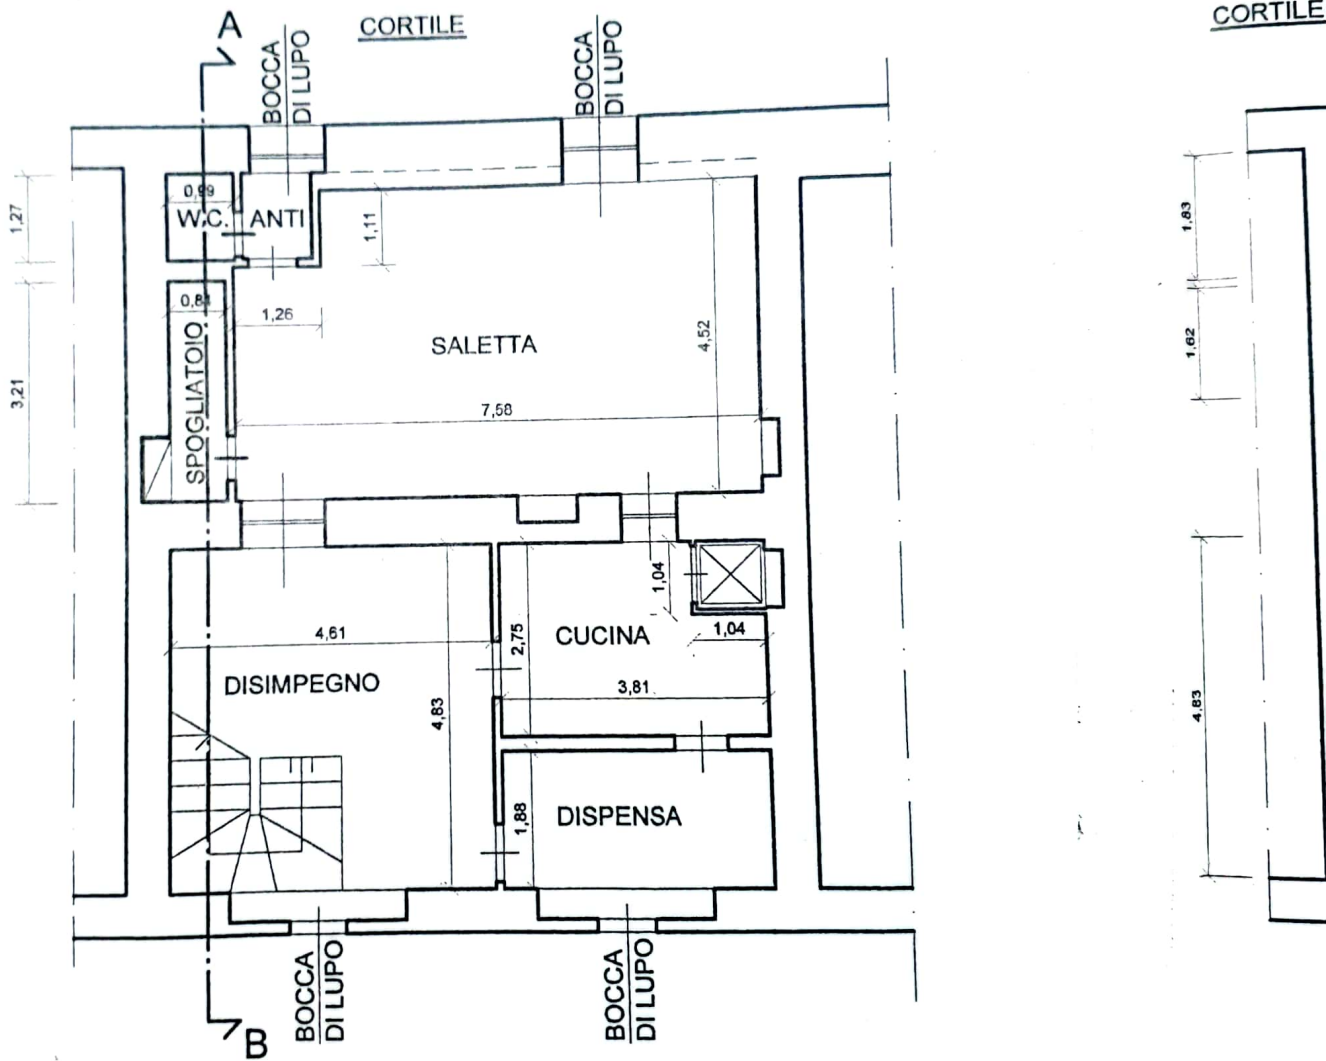 A
CORTILE
CORTILE
BOCCA
DI LUPO
BOCCA
DI LUPO
1,27
0,99
W.C.
ANTI
1,11
1,83
3,21
0,81
1,26
SPOGLIATOIO
SALETTA
4,52
1,62
7,58
4,61
DISIMPEGNO
4,83
2,75
CUCINA
1,04
1,04
3,81
4,83
1,88
DISPENSA
BOCCA
DI LUPO
BOCCA
DI LUPO
B